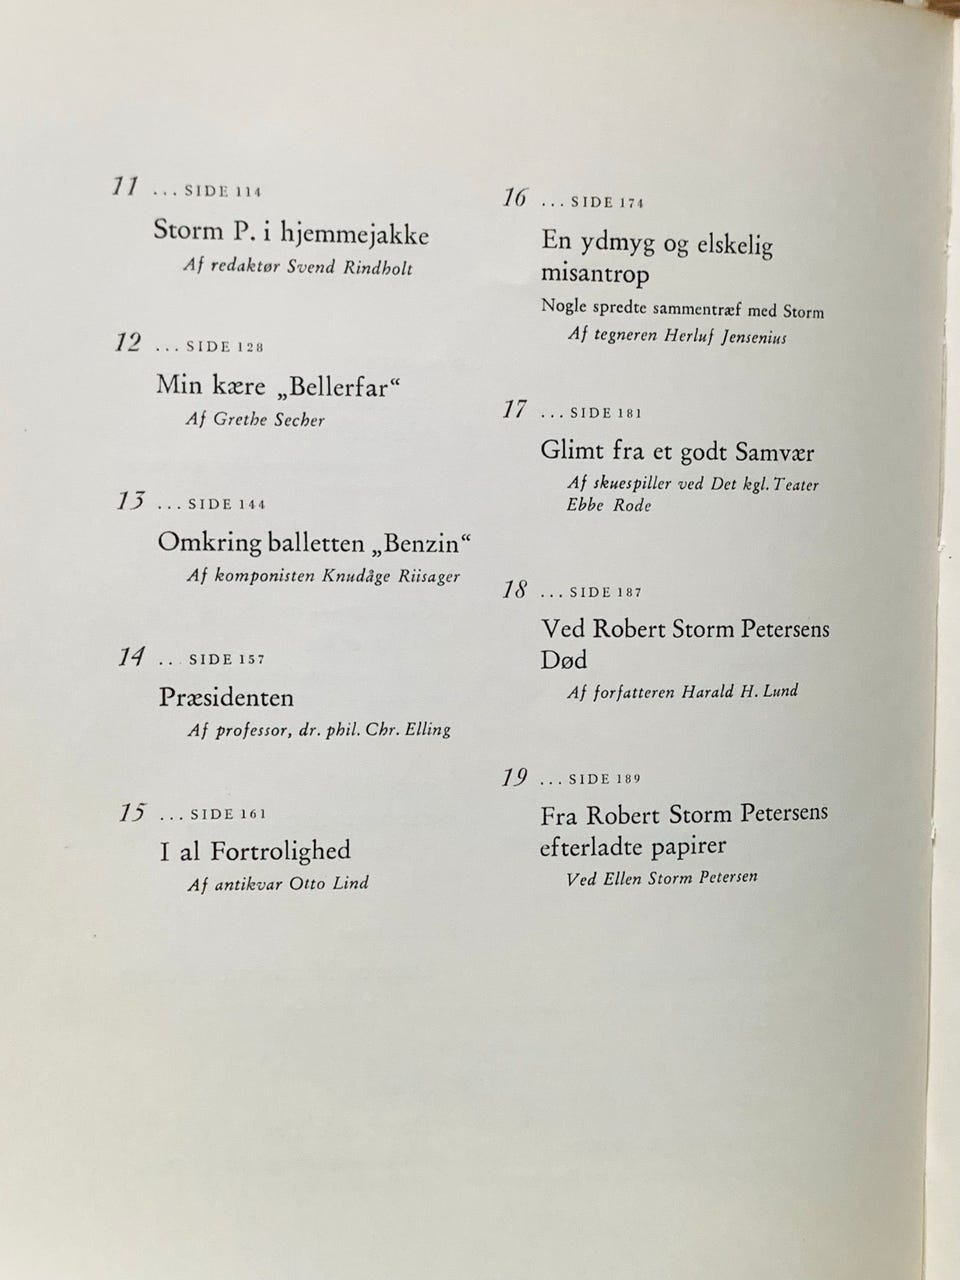 11 ... SIDE 114
Storm P. i hjemmejakke
Af redaktør Svend Rindholt
12 ... SIDE 128
Min kære „Bellerfar“
Af Grethe Secher
13 ... SIDE 144
Omkring balletten „Benzin“
Af komponisten Knudåge Riisager
14 ... SIDE 157
Præsidenten
Af professor, dr. phil. Chr. Elling
15 ... SIDE 161
I al Fortrolighed
Af antikvar Otto Lind
16 ... SIDE 174
En ydmyg og elskelig
misantrop
Nogle spredte sammentræf med Storm
Af tegneren Herluf Jensenius
17 ... SIDE 181
Glimt fra et godt Samvær
Af skuespiller ved Det kgl. Teater
Ebbe Rode
18 ... SIDE 187
Ved Robert Storm Petersens
Død
Af forfatteren Harald H. Lund
19 ... SIDE 189
Fra Robert Storm Petersens
efterladte papirer
Ved Ellen Storm Petersen